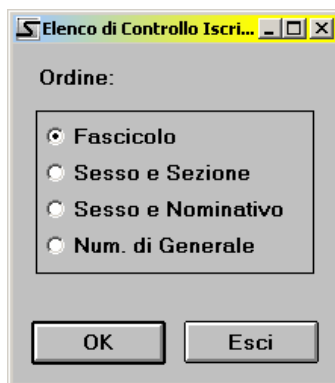 Elenco di Controllo Iscri...
Ordine:
Fascicolo
Sesso e Sezione
Sesso e Nominativo
Num. di Generale
OK
Esci